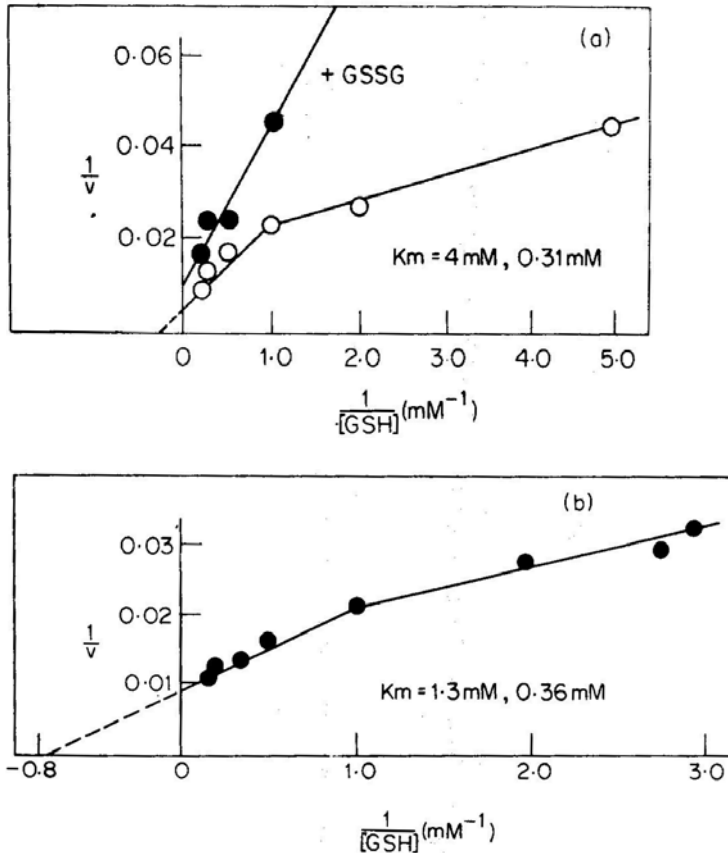 (a)
0·06
+ GSSG
0·04
1
v
0·02
Km = 4 mM , 0·31 mM
0 1.0 2.0 3.0 4.0 5.0
1
[GSH] (mM⁻¹)
(b)
0·03
0·02
1
v
0·01
Km = 1·3 mM , 0·36 mM
−0.8 0 1.0 2.0 3.0
1
[GSH] (mM⁻¹)